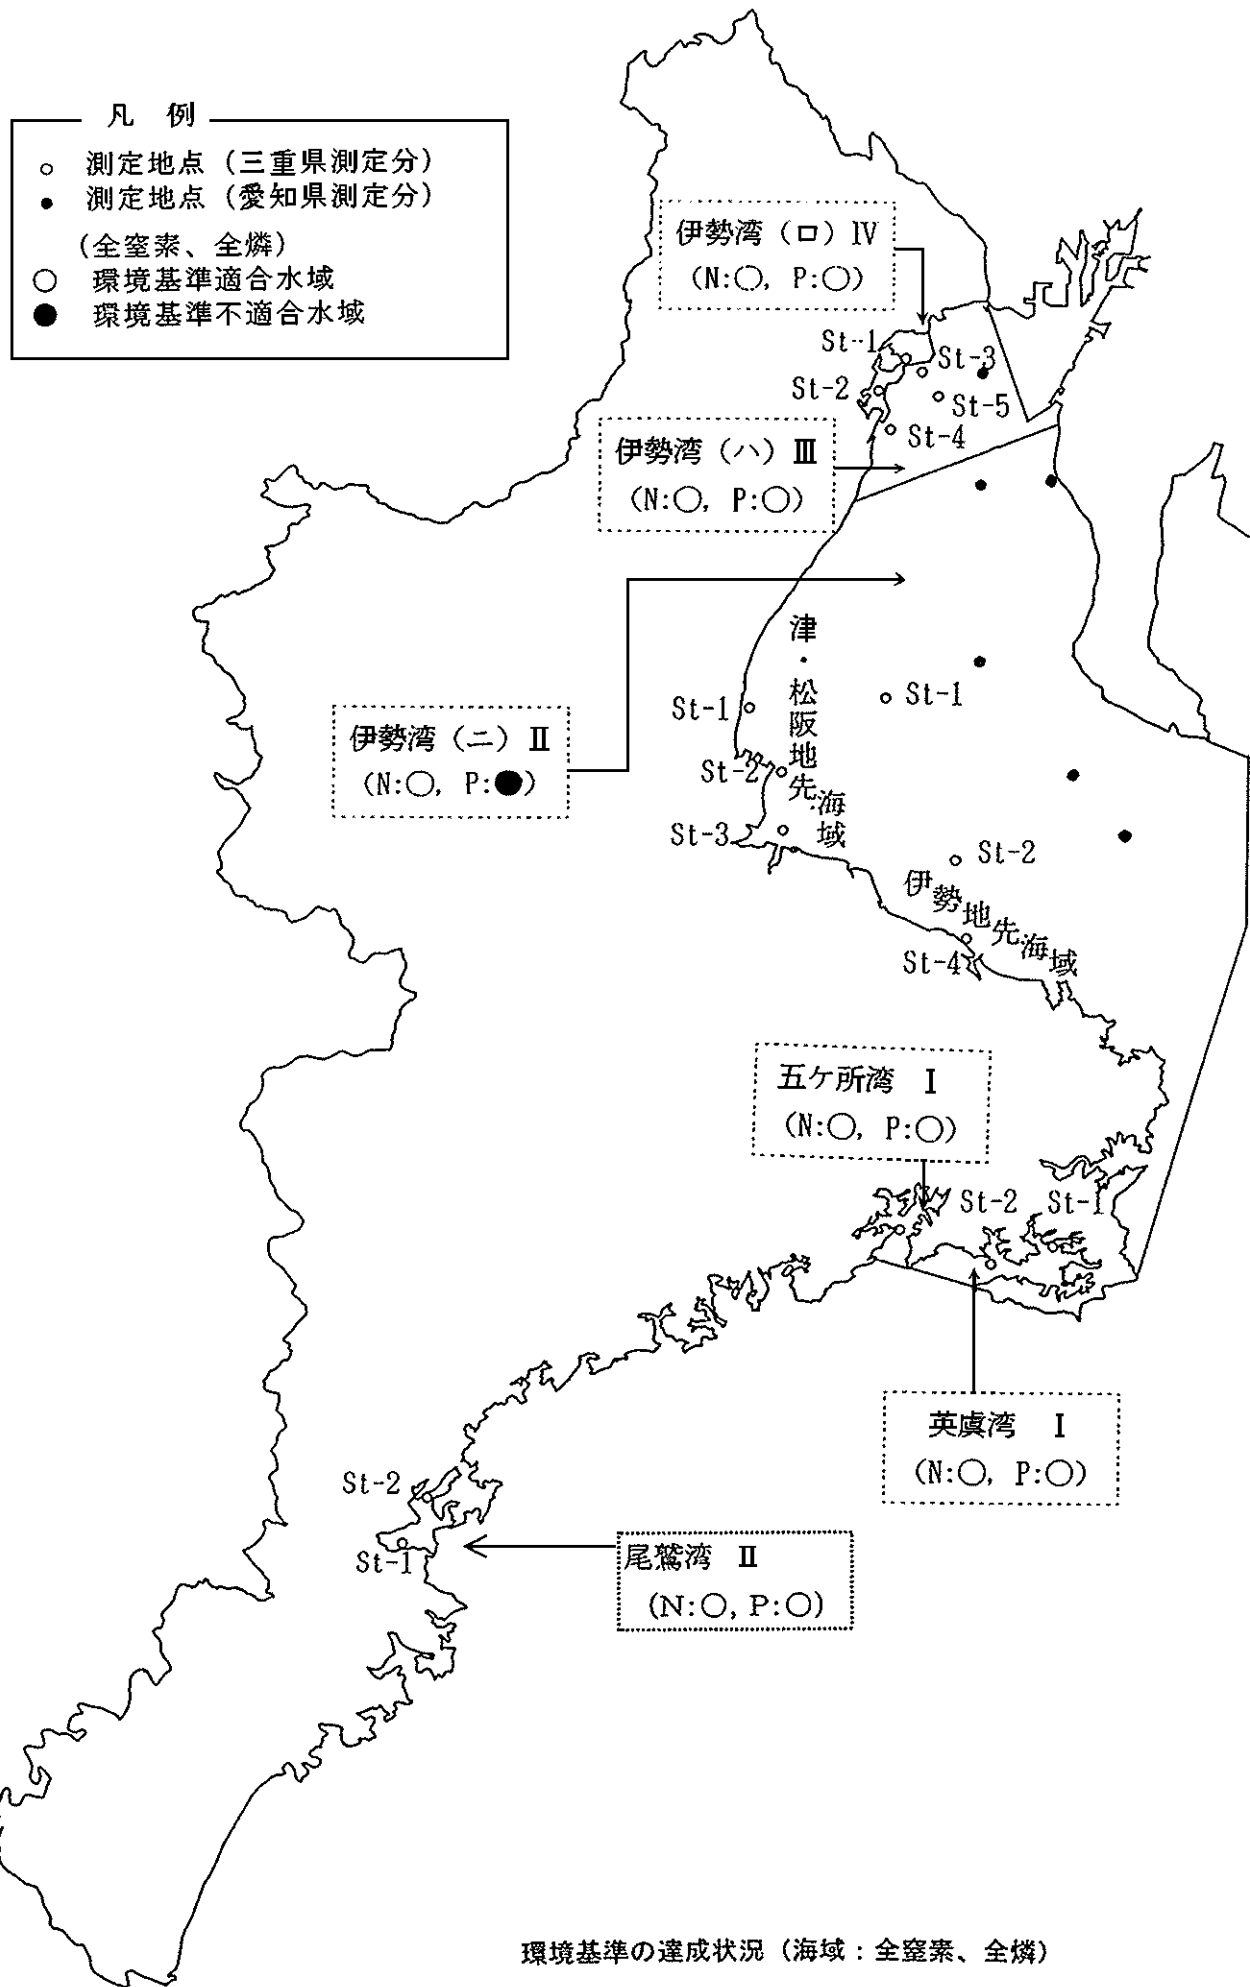 凡 例
○ 測定地点 (三重県測定分)
● 測定地点 (愛知県測定分)
(全窒素、全燐)
○ 環境基準適合水域
● 環境基準不適合水域
伊勢湾 (ロ) Ⅳ
(N:○, P:○)
St-1
St-3
St-2
St-5
St-4
伊勢湾 (ハ) Ⅲ
(N:○, P:○)
津・松阪地先海域
St-1
St-1
伊勢湾 (ニ) Ⅱ
(N:○, P:●)
St-2
St-3
St-2
伊勢地先海域
St-4
五ケ所湾 Ⅰ
(N:○, P:○)
St-2
St-1
英虞湾 Ⅰ
(N:○, P:○)
St-2
St-1
尾鷲湾 Ⅱ
(N:○, P:○)
環境基準の達成状況 (海域:全窒素、全燐)